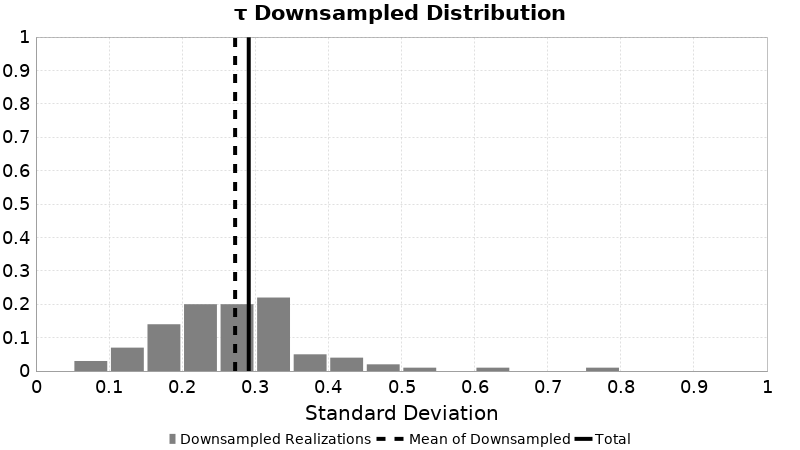 τ Downsampled Distribution
1
0.9
0.8
0.7
0.6
0.5
0.4
0.3
0.2
0.1
0
0 0.1 0.2 0.3 0.4 0.5 0.6 0.7 0.8 0.9 1
Standard Deviation
Downsampled Realizations Mean of Downsampled Total